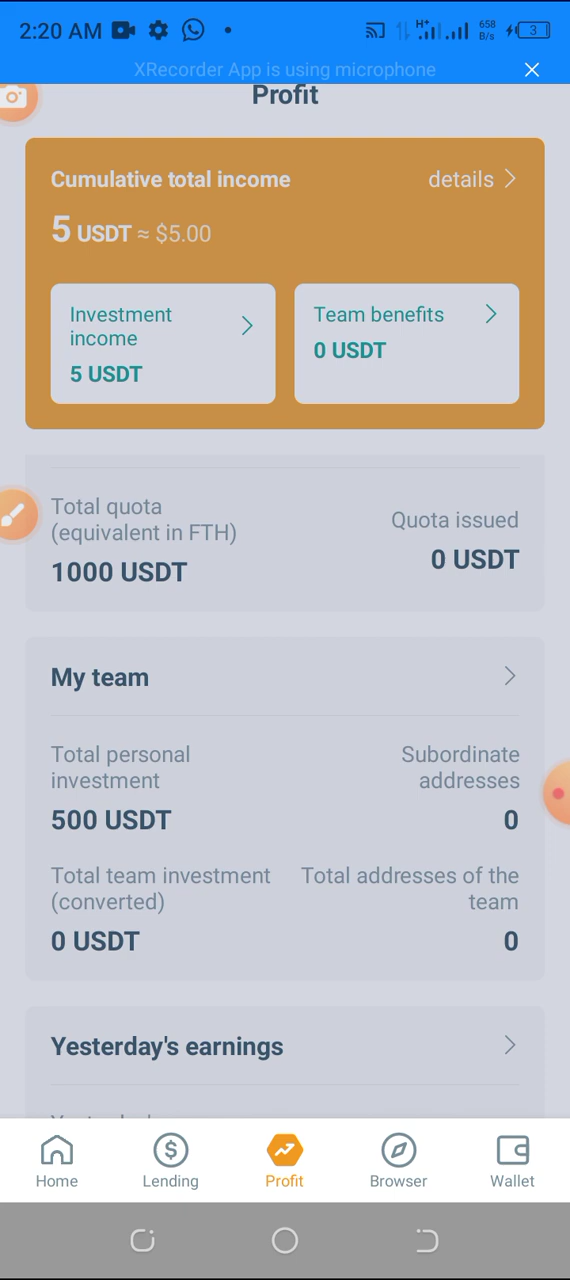 2:20 AM
H+
658 B/s
3
XRecorder App is using microphone
Profit
Cumulative total income
details
5 USDT ≈ $5.00
Investment income
5 USDT
Team benefits
0 USDT
Total quota
(equivalent in FTH)
1000 USDT
Quota issued
0 USDT
My team
Total personal
investment
500 USDT
Subordinate
addresses
0
Total team investment
(converted)
0 USDT
Total addresses of the
team
0
Yesterday's earnings
Home
Lending
Profit
Browser
Wallet